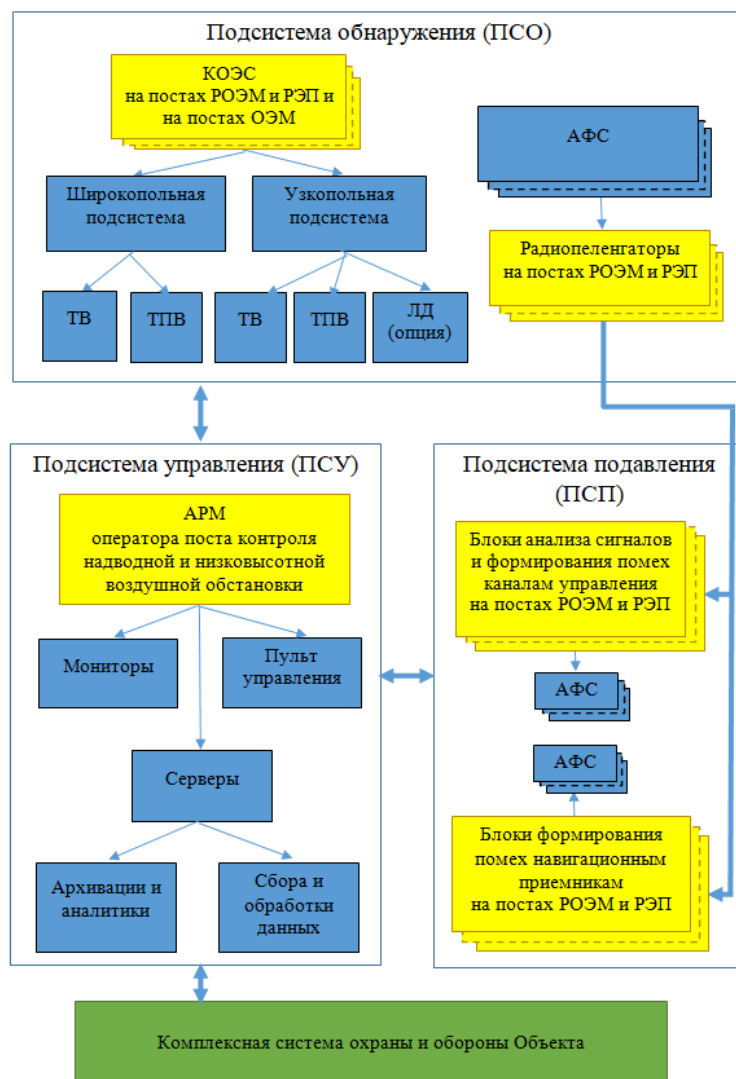 Подсистема обнаружения (ПСО)
КОЭС
на постах РОЭМ и РЭП и
на постах ОЭМ
АФС
Широкопольная
подсистема
Узкопольная
подсистема
Радиопеленгаторы
на постах РОЭМ и РЭП
ТВ
ТПВ
ТВ
ТПВ
ЛД
(опция)
Подсистема управления (ПСУ)
АРМ
оператора поста контроля
надводной и низковысотной
воздушной обстановки
Мониторы
Пульт
управления
Серверы
Архивации и
аналитики
Сбора и
обработки
данных
Подсистема подавления
(ПСП)
Блоки анализа сигналов
и формирования помех
каналам управления
на постах РОЭМ и РЭП
АФС
АФС
Блоки формирования
помех навигационным
приемникам
на постах РОЭМ и РЭП
Комплексная система охраны и обороны Объекта